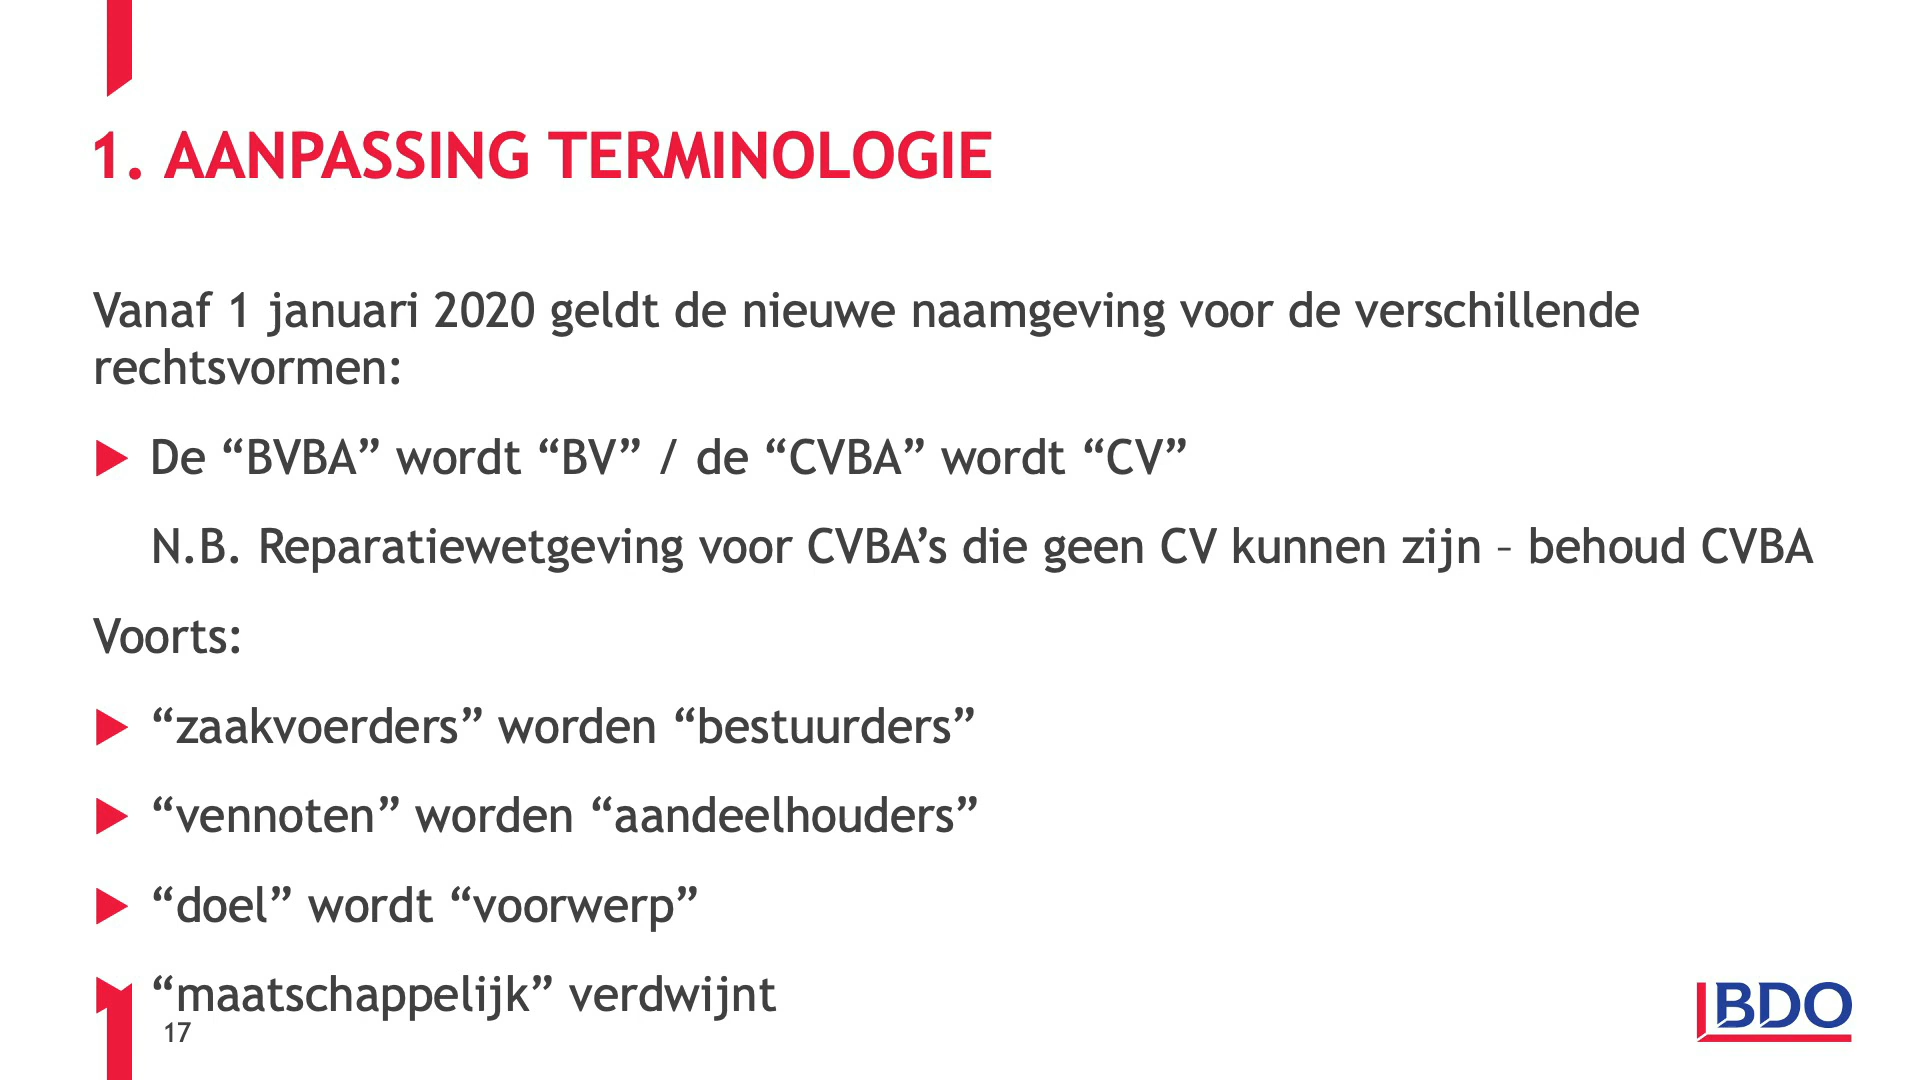 1. AANPASSING TERMINOLOGIE
Vanaf 1 januari 2020 geldt de nieuwe naamgeving voor de verschillende
rechtsvormen:
De “BVBA” wordt “BV” / de “CVBA” wordt “CV”
N.B. Reparatiewetgeving voor CVBA’s die geen CV kunnen zijn – behoud CVBA
Voorts:
“zaakvoerders” worden “bestuurders”
“vennoten” worden “aandeelhouders”
“doel” wordt “voorwerp”
“maatschappelijk” verdwijnt
17
BDO